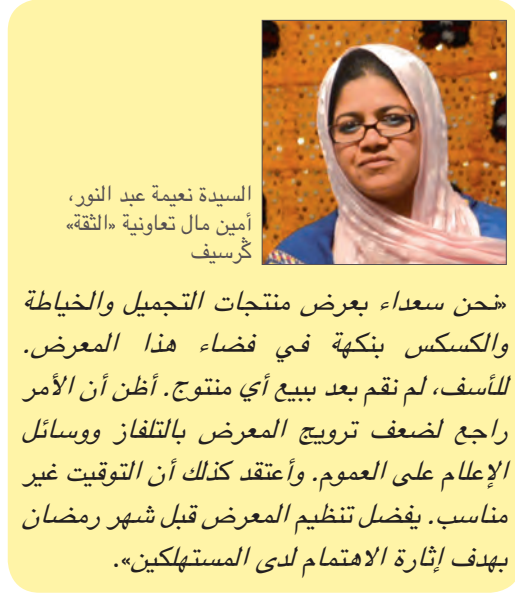 السيدة نعيمة عبد النور،
أمين مال تعاونية «الثقة»
ݣرسيف
«نحن سعداء بعرض منتجات التجميل والخياطة
والكسكس بنكهة في فضاء هذا المعرض.
للأسف، لم نقم بعد ببيع أي منتوج. أظن أن الأمر
راجع لضعف ترويج المعرض بالتلفاز ووسائل
الإعلام على العموم. وأعتقد كذلك أن التوقيت غير
مناسب. يفضل تنظيم المعرض قبل شهر رمضان
بهدف إثارة الاهتمام لدى المستهلكين».